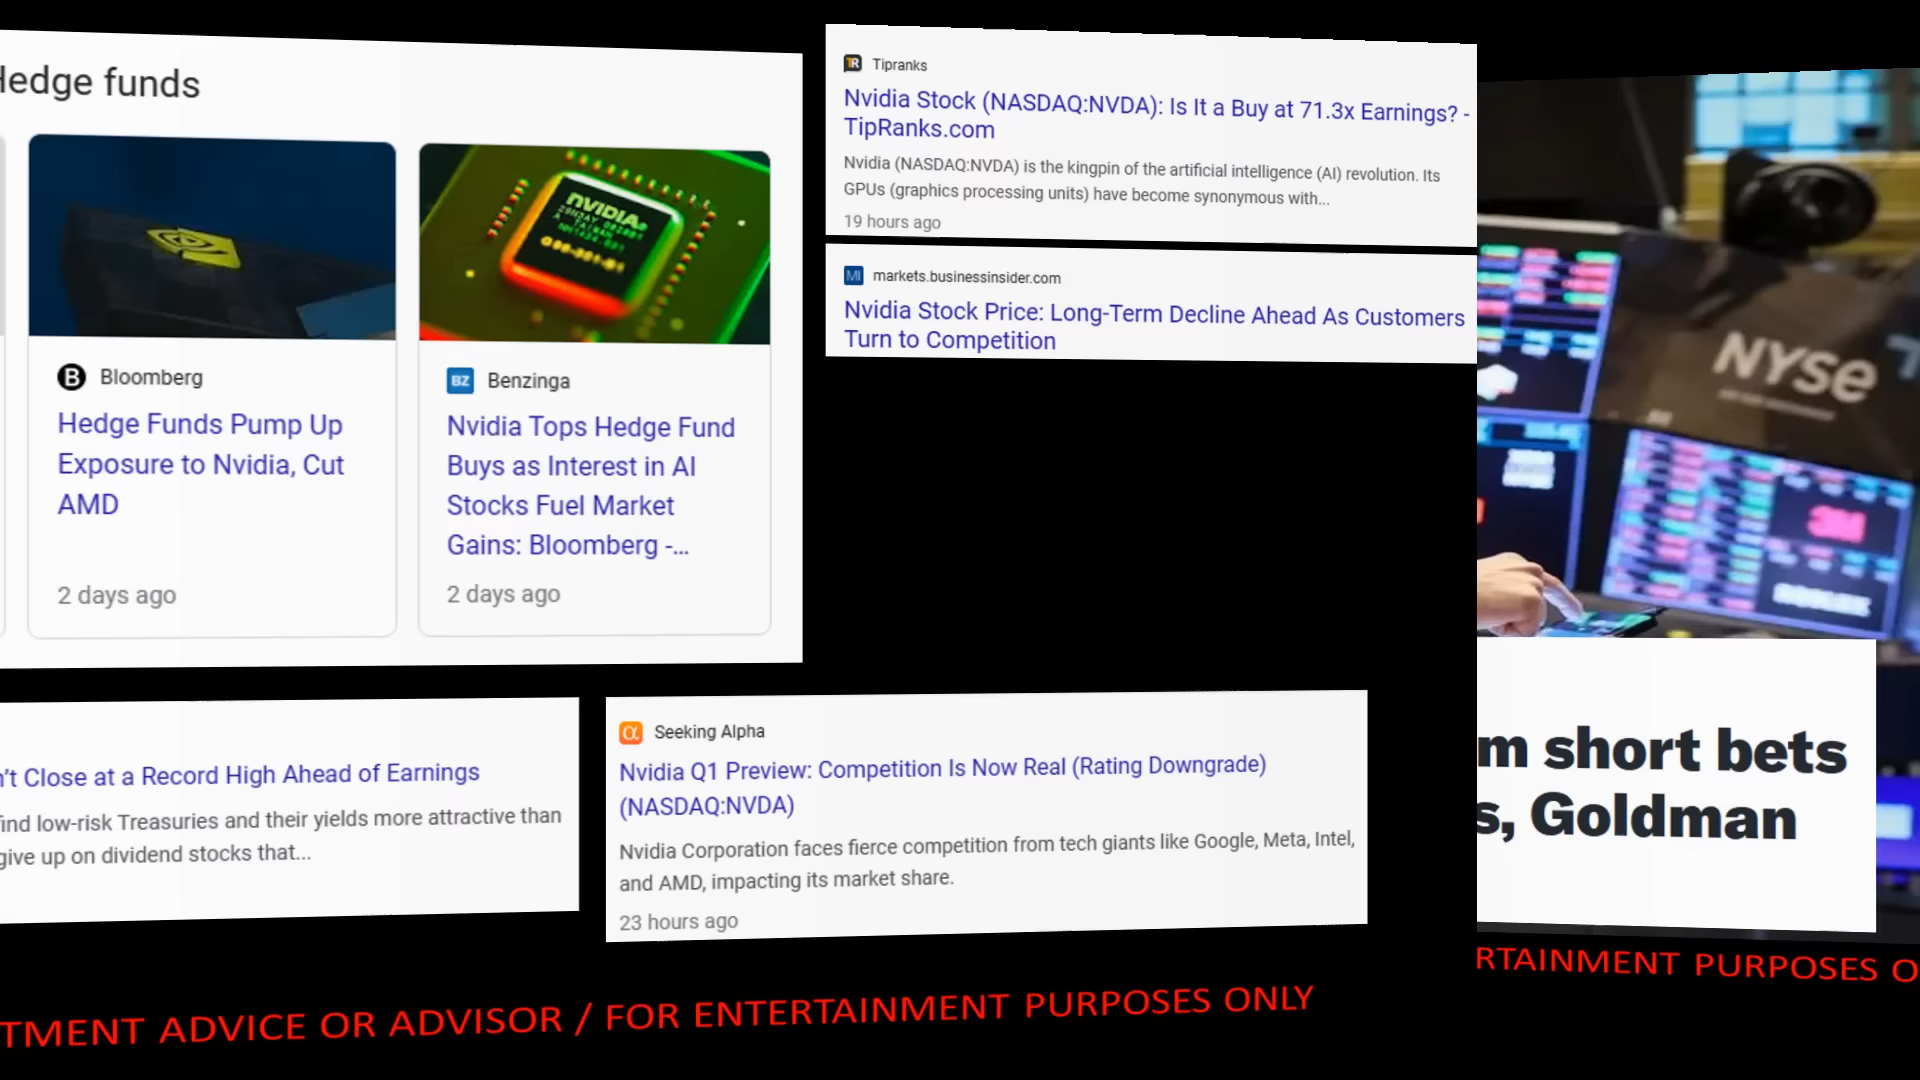 Hedge funds
Bloomberg
Hedge Funds Pump Up
Exposure to Nvidia, Cut
AMD
2 days ago
NVIDIA
BZ Benzinga
Nvidia Tops Hedge Fund
Buys as Interest in AI
Stocks Fuel Market
Gains: Bloomberg -...
2 days ago
TR Tipranks
Nvidia Stock (NASDAQ:NVDA): Is It a Buy at 71.3x Earnings? -
TipRanks.com
Nvidia (NASDAQ:NVDA) is the kingpin of the artificial intelligence (AI) revolution. Its
GPUs (graphics processing units) have become synonymous with...
19 hours ago
MI markets.businessinsider.com
Nvidia Stock Price: Long-Term Decline Ahead As Customers
Turn to Competition
NYSE
3M
n't Close at a Record High Ahead of Earnings
find low-risk Treasuries and their yields more attractive than
give up on dividend stocks that...
α Seeking Alpha
Nvidia Q1 Preview: Competition Is Now Real (Rating Downgrade)
(NASDAQ:NVDA)
Nvidia Corporation faces fierce competition from tech giants like Google, Meta, Intel,
and AMD, impacting its market share.
23 hours ago
m short bets
s, Goldman
TMENT ADVICE OR ADVISOR / FOR ENTERTAINMENT PURPOSES ONLY
RTAINMENT PURPOSES O